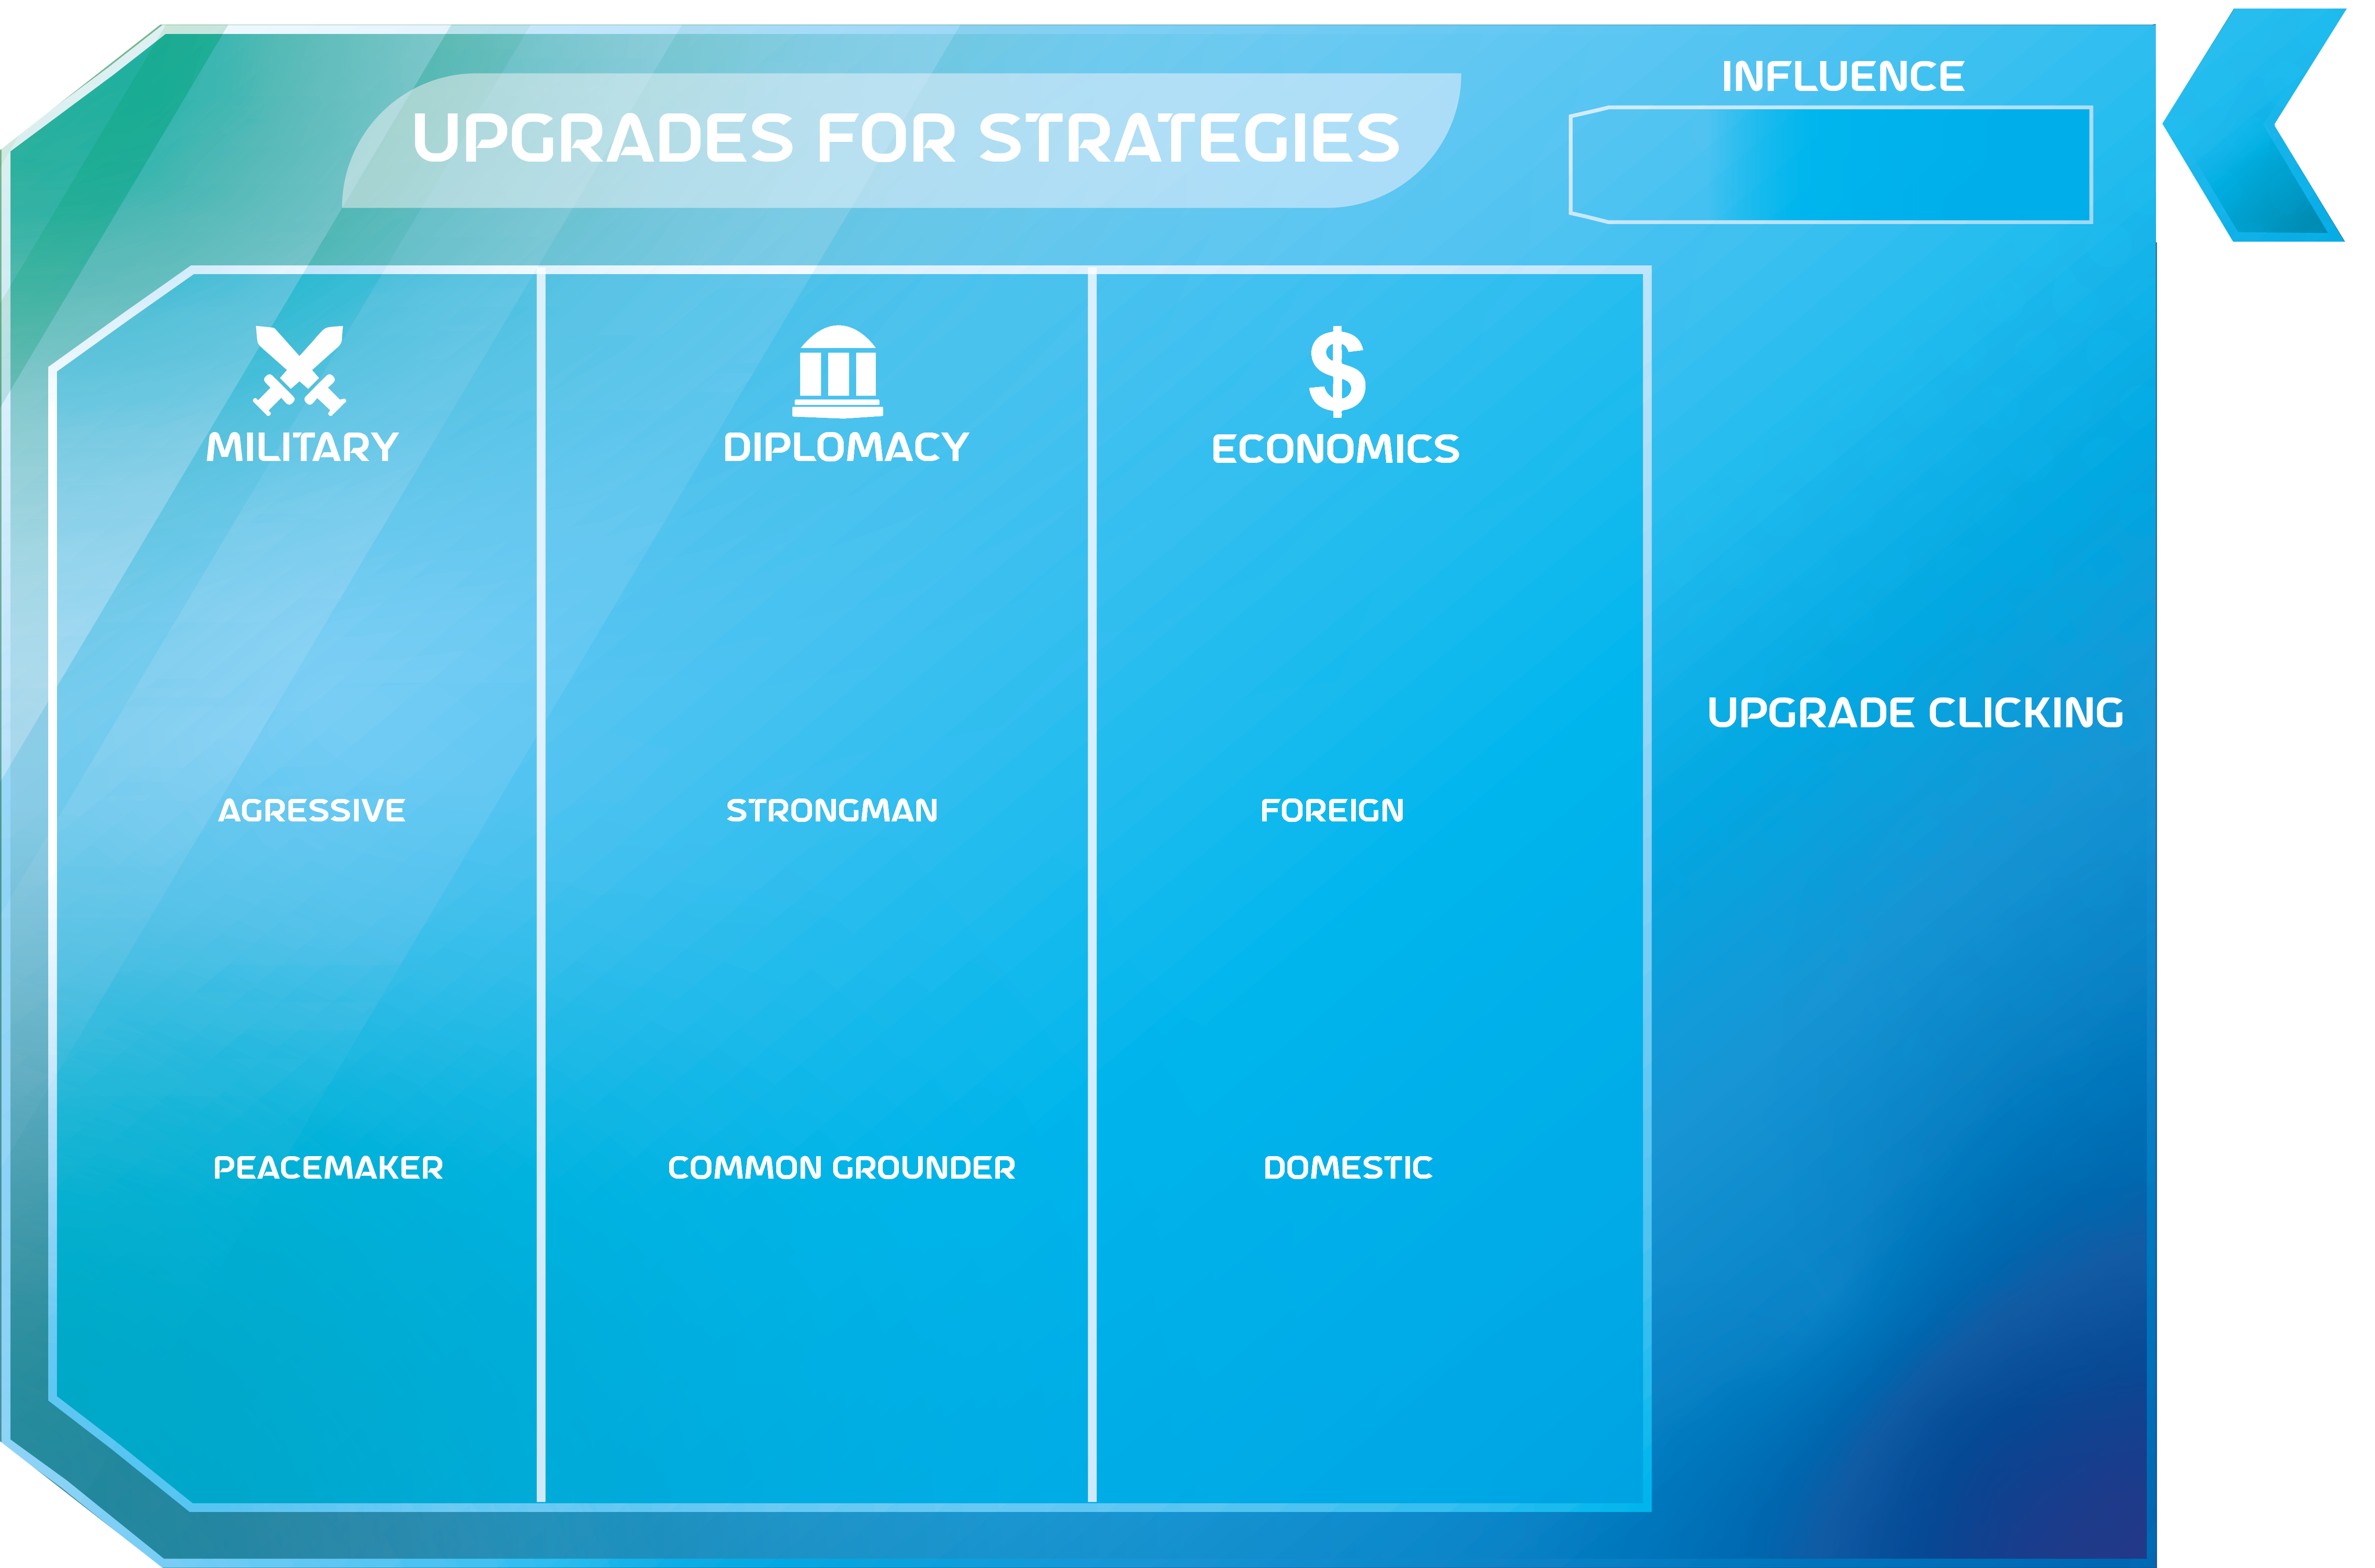 UPGRADES FOR STRATEGIES
INFLUENCE
MILITARY
DIPLOMACY
$
ECONOMICS
UPGRADE CLICKING
AGRESSIVE
STRONGMAN
FOREIGN
PEACEMAKER
COMMON GROUNDER
DOMESTIC